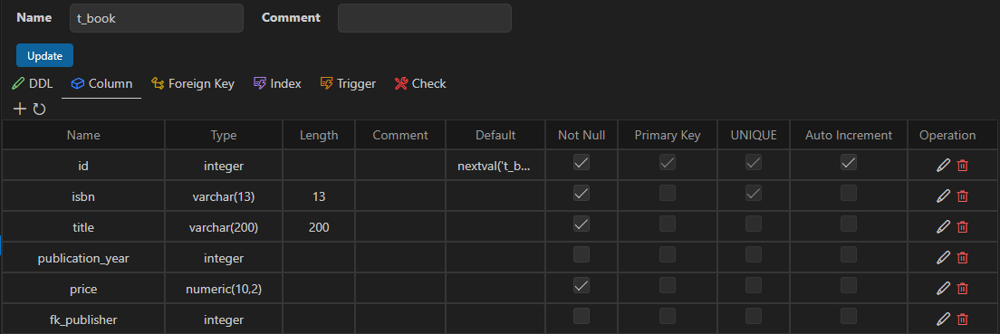 Name t_book Comment
Update
DDL Column Foreign Key Index Trigger Check
Name Type Length Comment Default Not Null Primary Key UNIQUE Auto Increment Operation
id integer nextval('t_b...
isbn varchar(13) 13
title varchar(200) 200
publication_year integer
price numeric(10,2)
fk_publisher integer